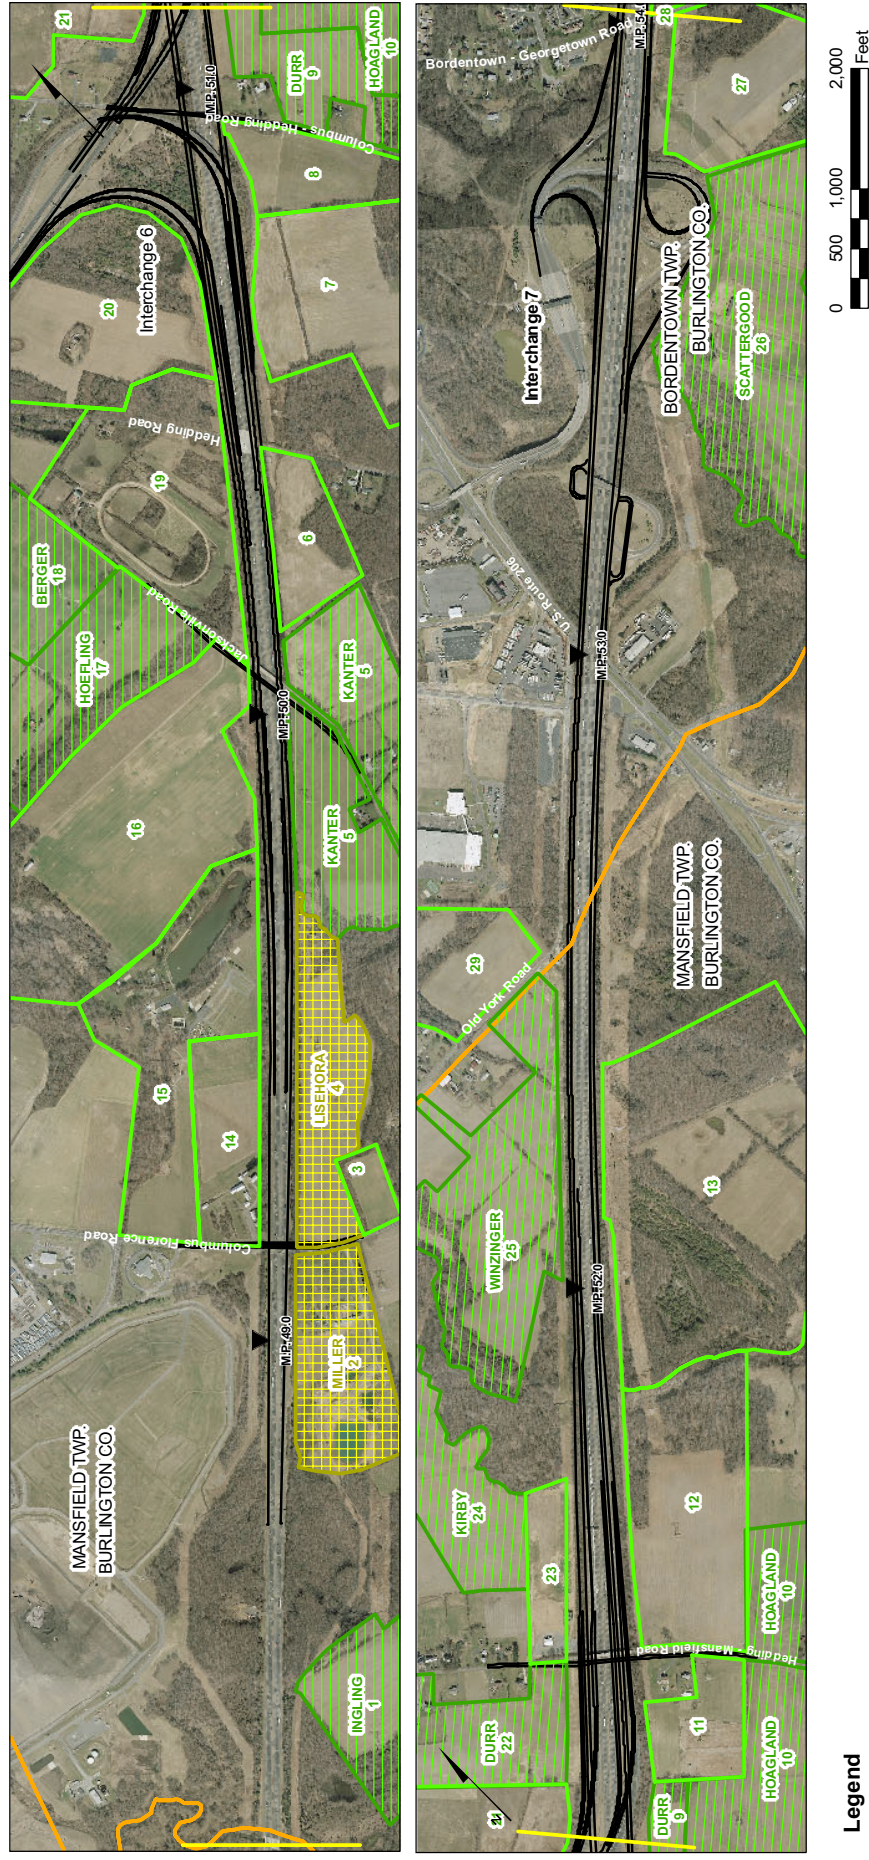 MANSFIELD TWP.
BURLINGTON CO.
INGLING
1
M.P. 49.0
MILLER
2
Columbus Florence Road
3
LISEHORA
4
14
15
16
KANTER
5
KANTER
5
M.P. 50.0
Jacksonville Road
HOEFLING
17
BERGER
18
6
19
Hedding Road
20
Interchange 6
7
8
Columbus - Hedding Road
DURR
9
HOAGLAND
10
M.P. 51.0
N
21
21
N
DURR
9
DURR
22
HOAGLAND
10
11
Hedding - Mansfield Road
HOAGLAND
10
12
23
KIRBY
24
M.P. 52.0
WINZINGER
25
13
Old York Road
29
MANSFIELD TWP.
BURLINGTON CO.
M.P. 53.0
U.S. Route 206
Interchange 7
BORDENTOWN TWP.
BURLINGTON CO.
SCATTERGOOD
26
27
28
Bordentown - Georgetown Road
M.P. 54.0
Legend
0 500 1,000 2,000
Feet